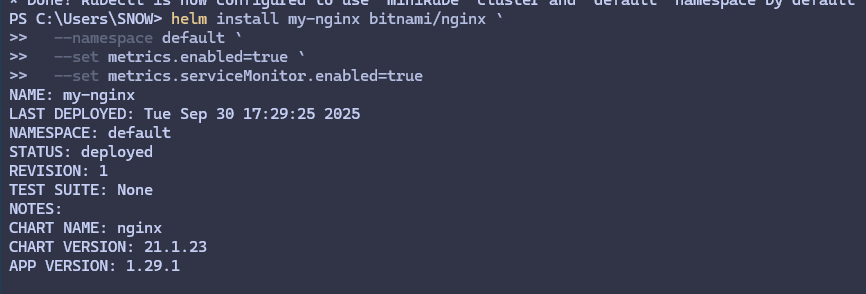 * Done! kubectl is now configured to use "minikube" cluster and "default" namespace by default
PS C:\Users\SNOW> helm install my-nginx bitnami/nginx `
>>   --namespace default `
>>   --set metrics.enabled=true `
>>   --set metrics.serviceMonitor.enabled=true
NAME: my-nginx
LAST DEPLOYED: Tue Sep 30 17:29:25 2025
NAMESPACE: default
STATUS: deployed
REVISION: 1
TEST SUITE: None
NOTES:
CHART NAME: nginx
CHART VERSION: 21.1.23
APP VERSION: 1.29.1